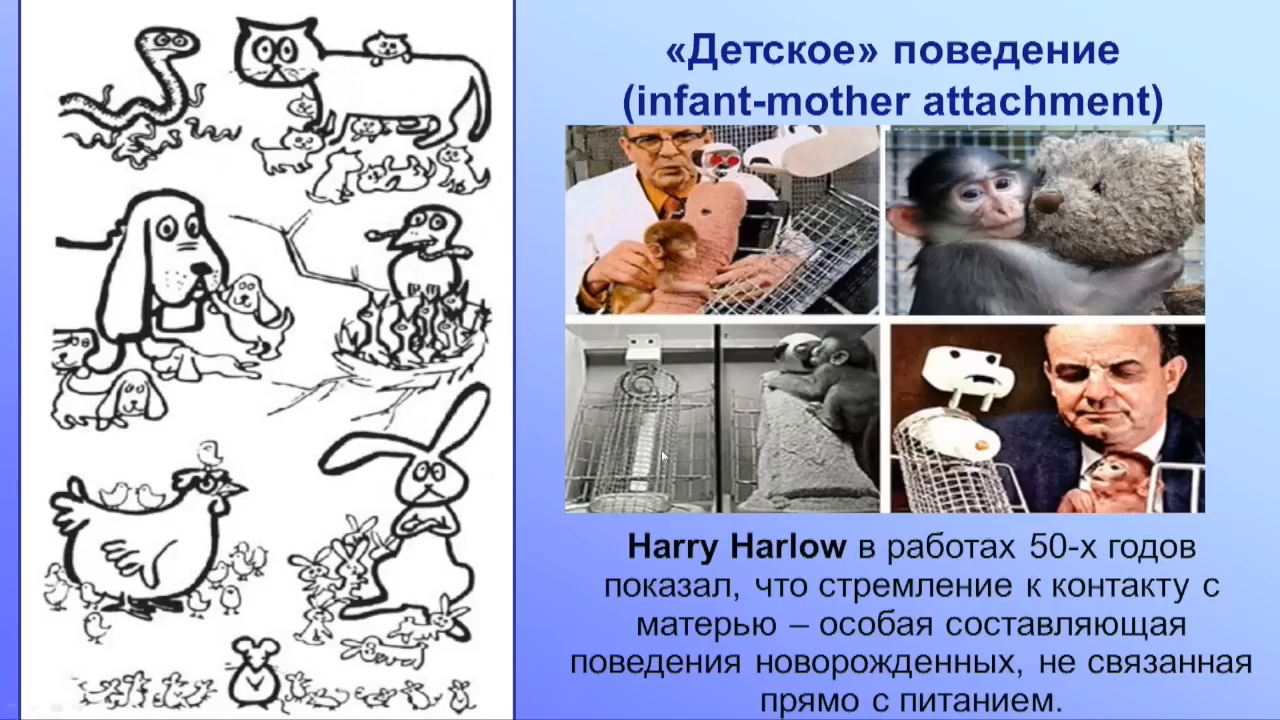 «Детское» поведение
(infant-mother attachment)
Harry Harlow в работах 50-х годов
показал, что стремление к контакту с
матерью – особая составляющая
поведения новорожденных, не связанная
прямо с питанием.